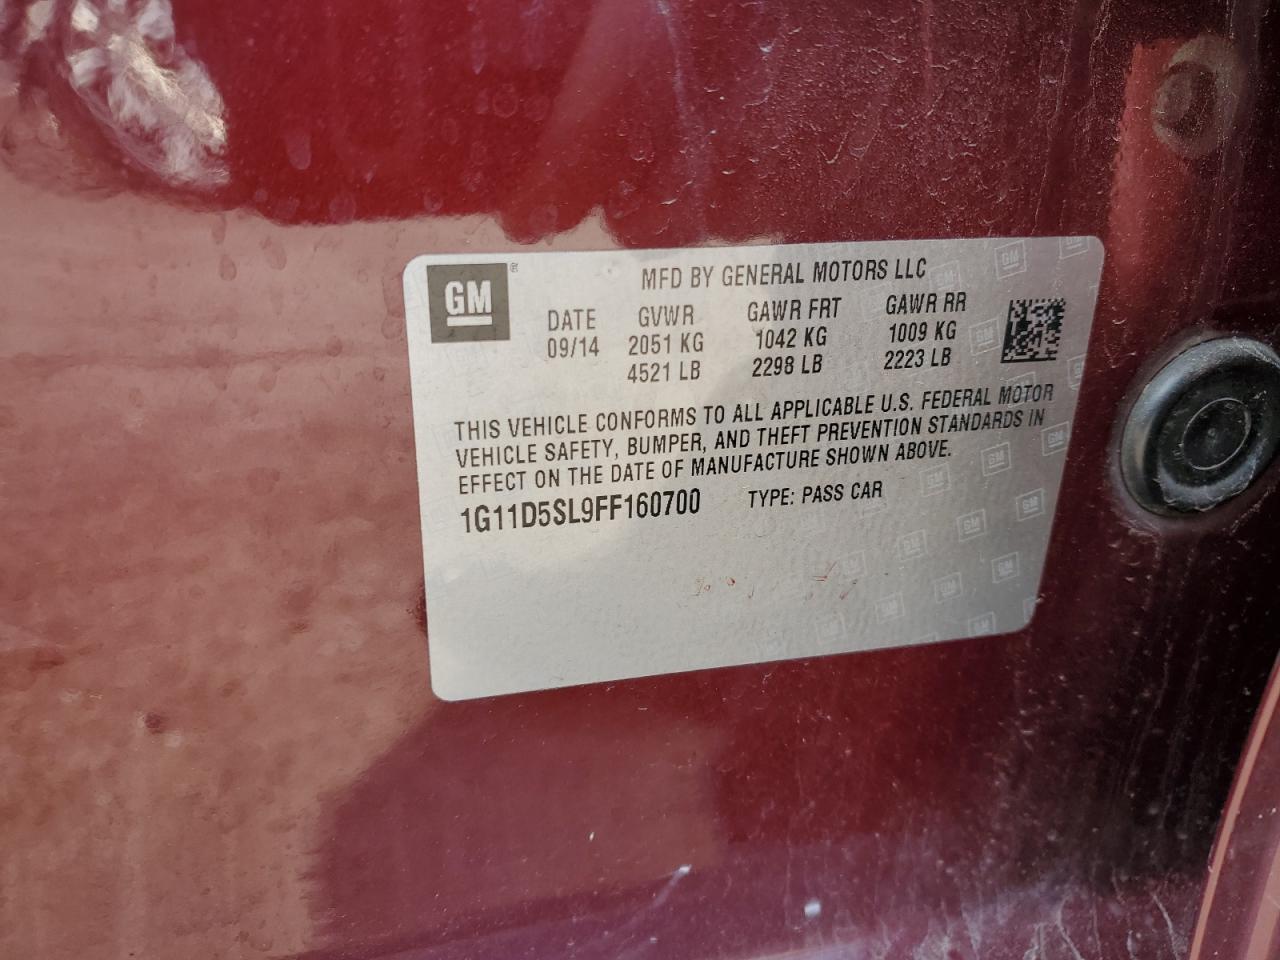 GM
MFD BY GENERAL MOTORS LLC
DATE GVWR GAWR FRT GAWR RR
09/14 2051 KG 1042 KG 1009 KG
4521 LB 2298 LB 2223 LB
THIS VEHICLE CONFORMS TO ALL APPLICABLE U.S. FEDERAL MOTOR
VEHICLE SAFETY, BUMPER, AND THEFT PREVENTION STANDARDS IN
EFFECT ON THE DATE OF MANUFACTURE SHOWN ABOVE.
1G11D5SL9FF160700 TYPE: PASS CAR